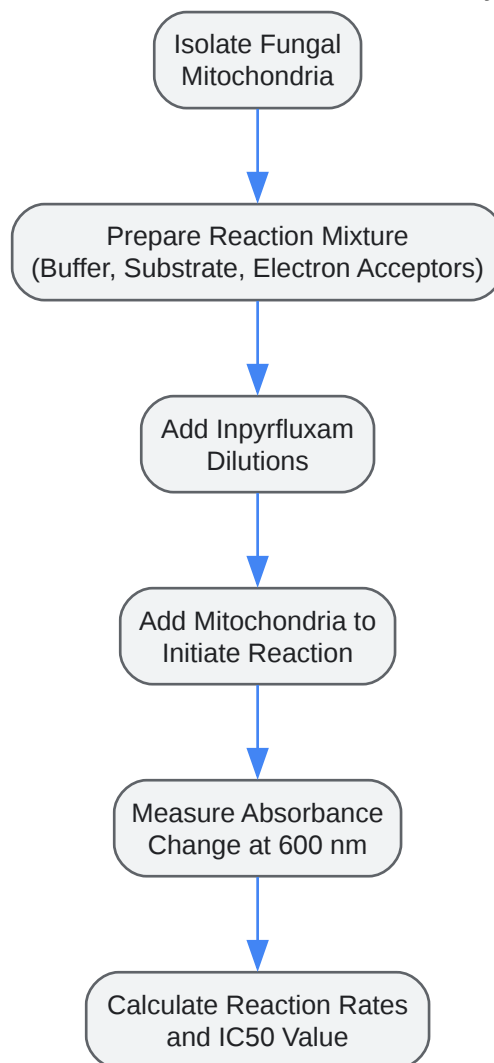 Isolate Fungal
Mitochondria
Prepare Reaction Mixture
(Buffer, Substrate, Electron Acceptors)
Add Inpyrfluxam
Dilutions
Add Mitochondria to
Initiate Reaction
Measure Absorbance
Change at 600 nm
Calculate Reaction Rates
and IC50 Value